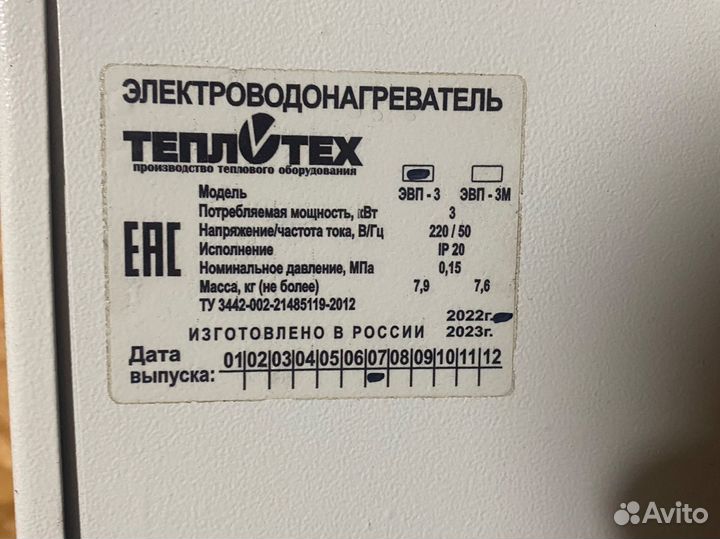 ЭЛЕКТРОВОДОНАГРЕВАТЕЛЬ
ТЕПЛОТЕХ
производство теплового оборудования
Модель ЭВП - 3 ЭВП - 3М
Потребляемая мощность, кВт 3
Напряжение/частота тока, В/Гц 220 / 50
Исполнение IP 20
Номинальное давление, МПа 0,15
Масса, кг (не более) 7,9 7,6
ТУ 3442-002-21485119-2012
EAC
2022г.
ИЗГОТОВЛЕНО В РОССИИ 2023г.
Дата выпуска: 01|02|03|04|05|06|07|08|09|10|11|12
Avito